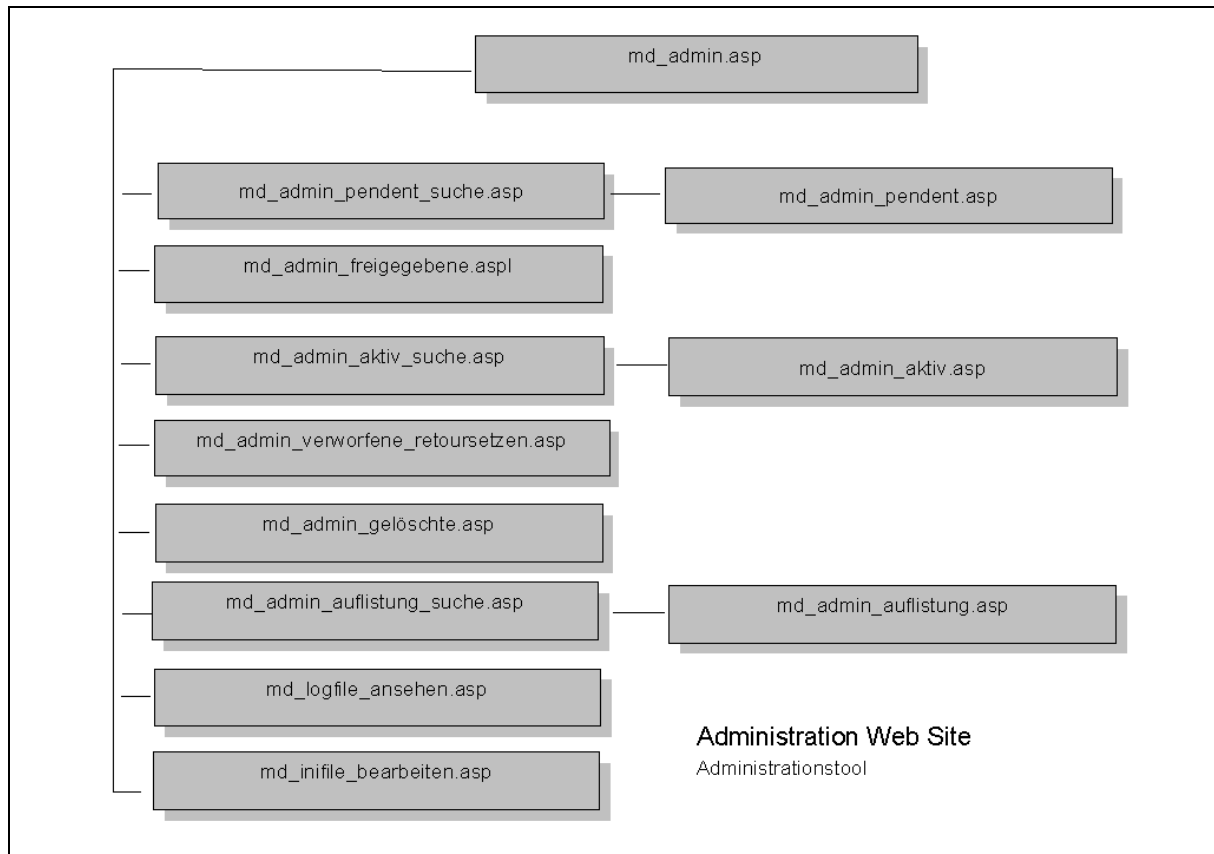 md_admin.asp
md_admin_pendent_suche.asp
md_admin_pendent.asp
md_admin_freigegebene.aspl
md_admin_aktiv_suche.asp
md_admin_aktiv.asp
md_admin_verworfene_retoursetzen.asp
md_admin_gelöschte.asp
md_admin_auflistung_suche.asp
md_admin_auflistung.asp
md_logfile_ansehen.asp
md_inifile_bearbeiten.asp
Administration Web Site
Administrationstool